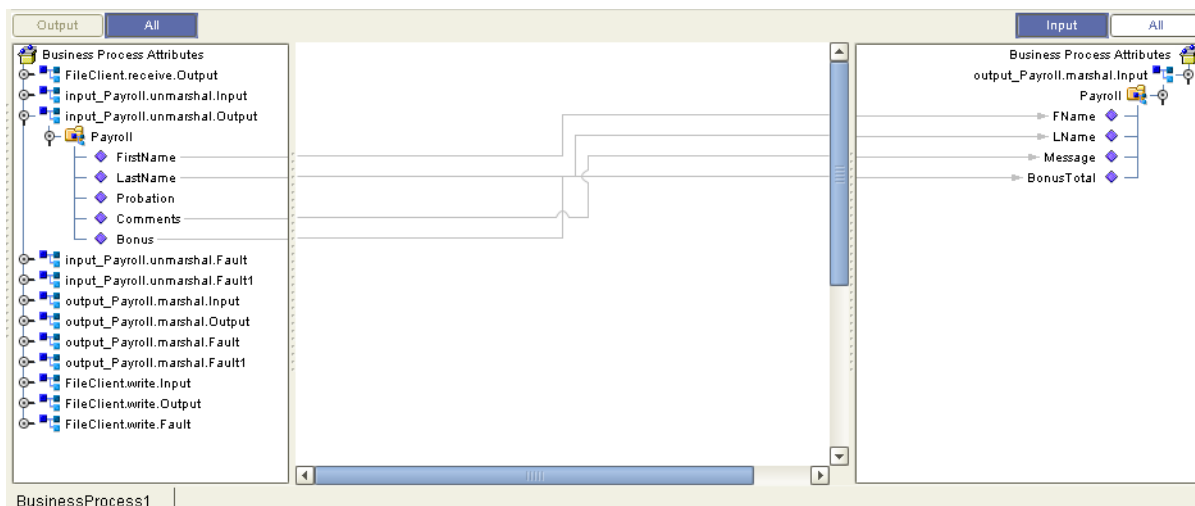 Output All
Input All
Business Process Attributes
FileClient.receive.Output
input_Payroll.unmarshal.Input
input_Payroll.unmarshal.Output
Payroll
FirstName
LastName
Probation
Comments
Bonus
input_Payroll.unmarshal.Fault
input_Payroll.unmarshal.Fault1
output_Payroll.marshal.Input
output_Payroll.marshal.Output
output_Payroll.marshal.Fault
output_Payroll.marshal.Fault1
FileClient.write.Input
FileClient.write.Output
FileClient.write.Fault
Business Process Attributes
output_Payroll.marshal.Input
Payroll
FName
LName
Message
BonusTotal
BusinessProcess1